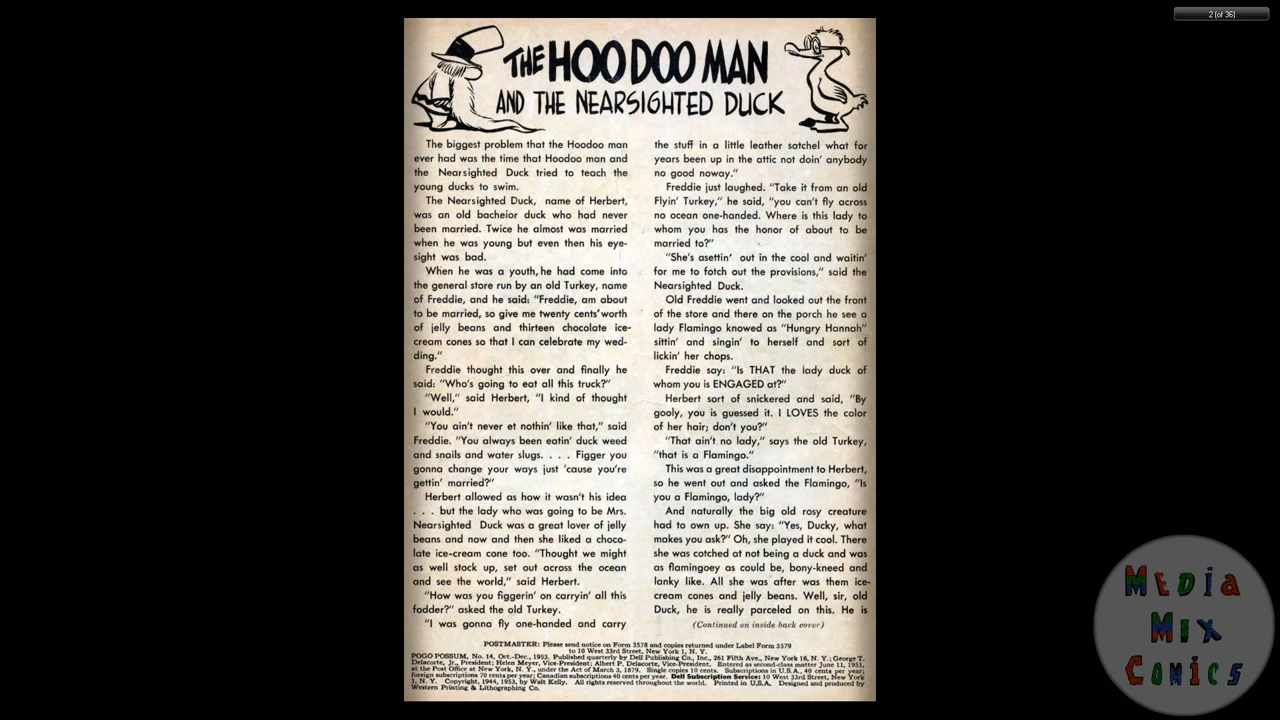 2 (of 36)
THE HOODOO MAN
AND THE NEARSIGHTED DUCK
The biggest problem that the Hoodoo man
ever had was the time that Hoodoo man and
the Nearsighted Duck tried to teach the
young ducks to swim.
The Nearsighted Duck, name of Herbert,
was an old bachelor duck who had never
been married. Twice he almost was married
when he was young but even then his eye-
sight was bad.
When he was a youth, he had come into
the general store run by an old Turkey, name
of Freddie, and he said: "Freddie, am about
to be married, so give me twenty cents' worth
of jelly beans and thirteen chocolate ice-
cream cones so that I can celebrate my wed-
ding."
Freddie thought this over and finally he
said: "Who's going to eat all this truck?"
"Well," said Herbert, "I kind of thought
I would."
"You ain't never et nothin' like that," said
Freddie. "You always been eatin' duck weed
and snails and water slugs. . . . Figger you
gonna change your ways just 'cause you're
gettin' married?"
Herbert allowed as how it wasn't his idea
. . . but the lady who was going to be Mrs.
Nearsighted Duck was a great lover of jelly
beans and now and then she liked a choco-
late ice-cream cone too. "Thought we might
as well stock up, set out across the ocean
and see the world," said Herbert.
"How was you figgerin' on carryin' all this
fodder?" asked the old Turkey.
"I was gonna fly one-handed and carry
the stuff in a little leather satchel what for
years been up in the attic not doin' anybody
no good noway."
Freddie just laughed. "Take it from an old
Flyin' Turkey," he said, "you can't fly across
no ocean one-handed. Where is this lady to
whom you has the honor of about to be
married to?"
"She's asettin' out in the cool and waitin'
for me to fotch out the provisions," said the
Nearsighted Duck.
Old Freddie went and looked out the front
of the store and there on the porch he see a
lady Flamingo knowed as "Hungry Hannah"
sittin' and singin' to herself and sort of
lickin' her chops.
Freddie say: "Is THAT the lady duck of
whom you is ENGAGED at?"
Herbert sort of snickered and said, "By
gooly, you is guessed it. I LOVES the color
of her hair; don't you?"
"That ain't no lady," says the old Turkey,
"that is a Flamingo."
This was a great disappointment to Herbert,
so he went out and asked the Flamingo, "Is
you a Flamingo, lady?"
And naturally the big old rosy creature
had to own up. She say: "Yes, Ducky, what
makes you ask?" Oh, she played it cool. There
she was cotched at not being a duck and was
as flamingoey as could be, bony-kneed and
lanky like. All she was after was them ice-
cream cones and jelly beans. Well, sir, old
Duck, he is really parceled on this. He is
(Continued on inside back cover)
POSTMASTER: Please send notice on Form 3578 and copies returned under Label Form 3579
to 10 West 33rd Street, New York 1, N. Y.
POGO POSSUM, No. 14, Oct.-Dec., 1953. Published quarterly by Dell Publishing Co., Inc., 261 Fifth Ave., New York 16, N. Y.; George T.
Delacorte, Jr., President; Helen Meyer, Vice-President; Albert P. Delacorte, Vice-President. Entered as second-class matter June 11, 1951,
at the Post Office at New York, N. Y., under the Act of March 3, 1879. Single copies 10 cents. Subscriptions in U.S.A., 40 cents per year;
foreign subscriptions 70 cents per year; Canadian subscriptions 40 cents per year. Dell Subscription Service: 10 West 33rd Street, New York
1, N. Y. Copyright, 1944, 1953, by Walt Kelly. All rights reserved throughout the world. Printed in U.S.A. Designed and produced by
Western Printing & Lithographing Co.
MEDIA
MIX
COMICS